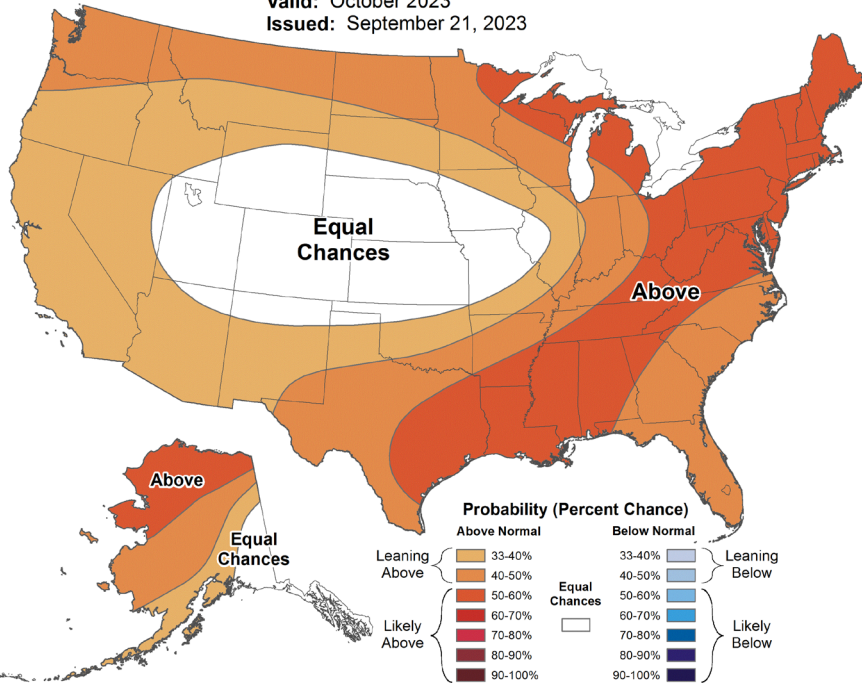 Valid: October 2023
Issued: September 21, 2023
Equal
Chances
Above
Above
Equal
Chances
Probability (Percent Chance)
Above Normal
Below Normal
Leaning
Above
33-40%
40-50%
Likely
Above
50-60%
60-70%
70-80%
80-90%
90-100%
Equal
Chances
33-40%
40-50%
Leaning
Below
50-60%
60-70%
70-80%
80-90%
90-100%
Likely
Below